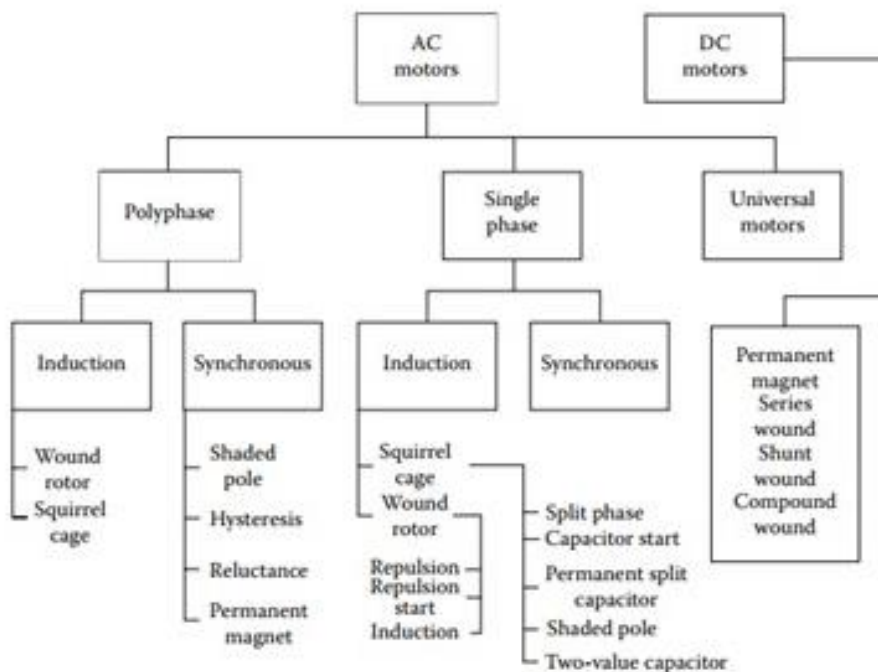 AC
motors
DC
motors
Polyphase
Single
phase
Universal
motors
Induction
Synchronous
Induction
Synchronous
Permanent
magnet
Series
wound
Shunt
wound
Compound
wound
Wound
rotor
Squirrel
cage
Shaded
pole
Hysteresis
Reluctance
Permanent
magnet
Squirrel
cage
Wound
rotor
Repulsion
Repulsion
start
Induction
Split phase
Capacitor start
Permanent split
capacitor
Shaded pole
Two-value capacitor